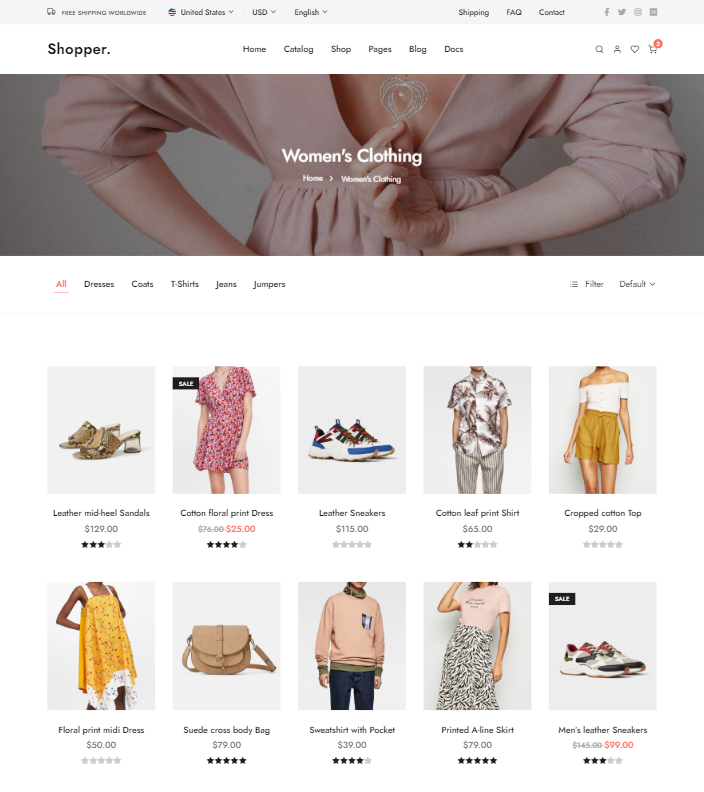 FREE SHIPPING WORLDWIDE United States USD English Shipping FAQ Contact
Shopper. Home Catalog Shop Pages Blog Docs 2
Women's Clothing
Home > Women's Clothing
All Dresses Coats T-Shirts Jeans Jumpers Filter Default
SALE
Leather mid-heel Sandals Cotton floral print Dress Leather Sneakers Cotton leaf print Shirt Cropped cotton Top
$129.00 $76.00 $25.00 $115.00 $65.00 $29.00
SALE
Floral print midi Dress Suede cross body Bag Sweatshirt with Pocket Printed A-line Skirt Men's leather Sneakers
$50.00 $79.00 $39.00 $79.00 $145.00 $99.00